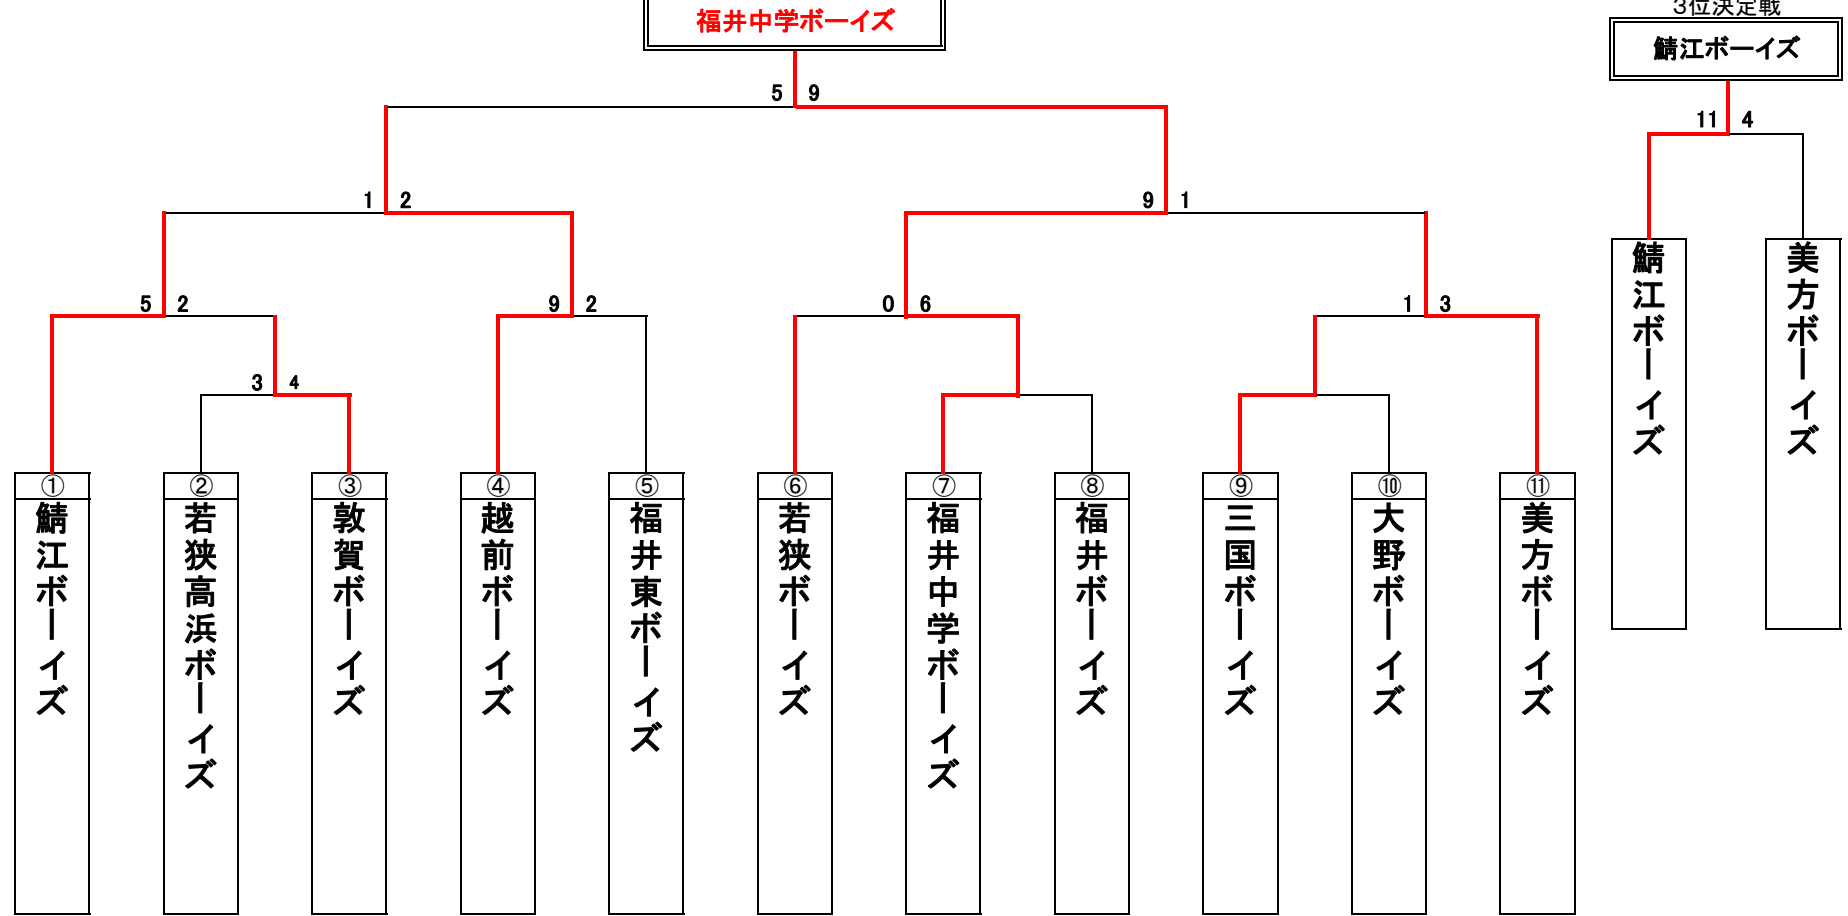 福井中学ボーイズ
3位決定戦
鯖江ボーイズ
5 9
11 4
1 2
9 1
5 2
9 2
0 6
1 3
3 4
鯖江ボーイズ
美方ボーイズ
①
鯖江ボーイズ
②
若狭高浜ボーイズ
③
敦賀ボーイズ
④
越前ボーイズ
⑤
福井東ボーイズ
⑥
若狭ボーイズ
⑦
福井中学ボーイズ
⑧
福井ボーイズ
⑨
三国ボーイズ
⑩
大野ボーイズ
⑪
美方ボーイズ